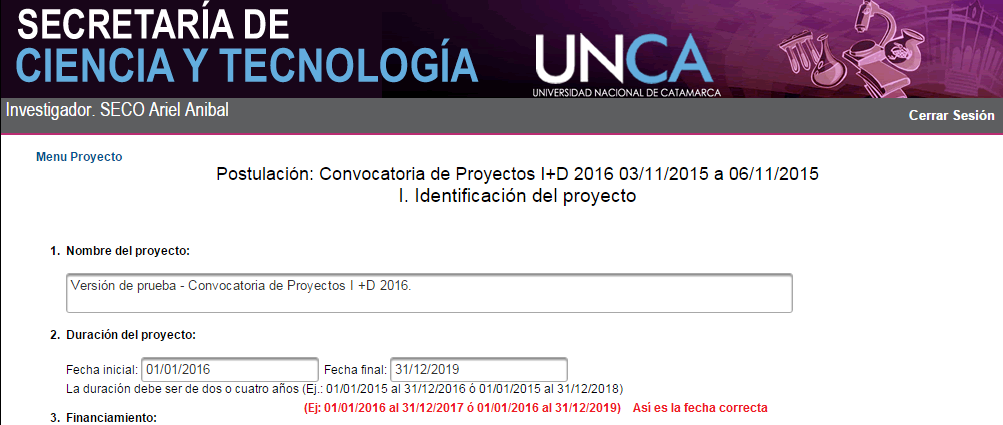 SECRETARÍA DE
CIENCIA Y TECNOLOGÍA
UNCA
UNIVERSIDAD NACIONAL DE CATAMARCA
Investigador. SECO Ariel Anibal
Cerrar Sesión
Menu Proyecto
Postulación: Convocatoria de Proyectos I+D 2016 03/11/2015 a 06/11/2015
I. Identificación del proyecto
1. Nombre del proyecto:
Versión de prueba - Convocatoria de Proyectos I +D 2016.
2. Duración del proyecto:
Fecha inicial: 01/01/2016 Fecha final: 31/12/2019
La duración debe ser de dos o cuatro años (Ej.: 01/01/2015 al 31/12/2016 ó 01/01/2015 al 31/12/2018)
(Ej: 01/01/2016 al 31/12/2017 ó 01/01/2016 al 31/12/2019) Así es la fecha correcta
3. Financiamiento: